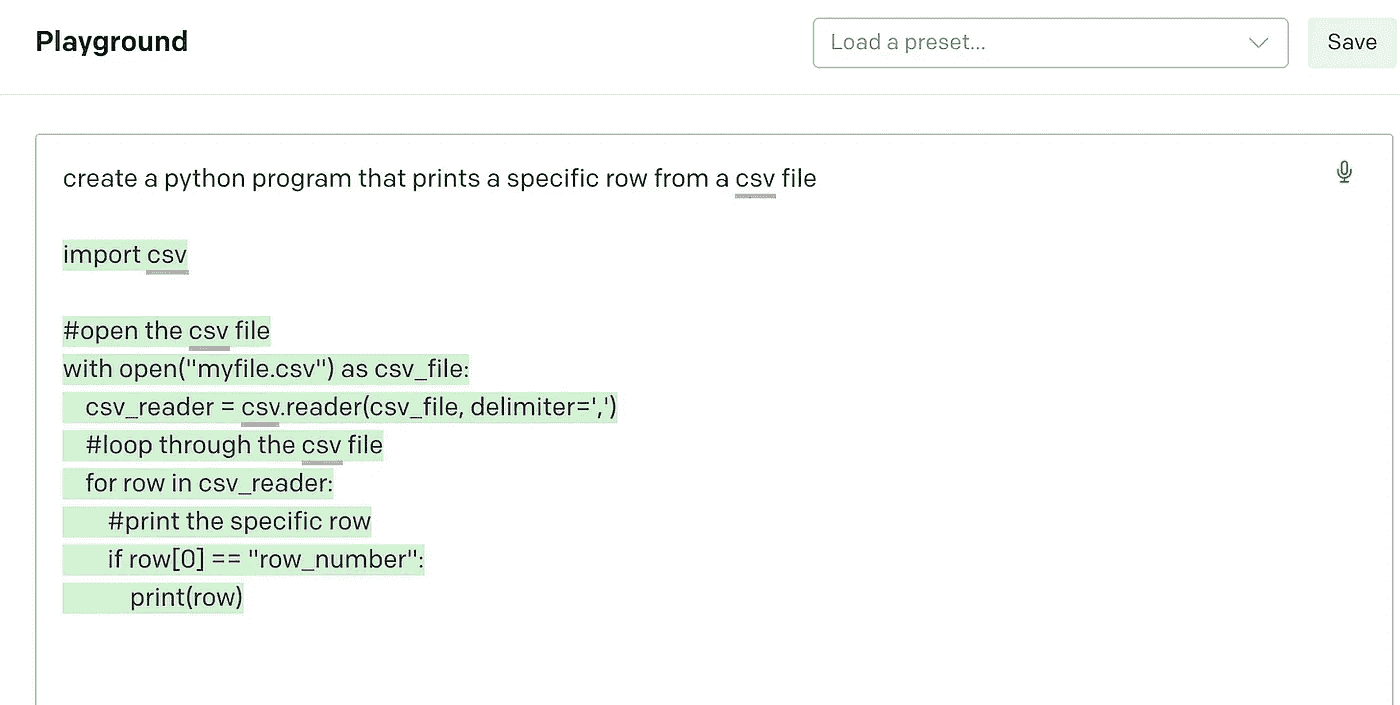 Playground
Load a preset...
Save
create a python program that prints a specific row from a csv file
import csv
#open the csv file
with open("myfile.csv") as csv_file:
csv_reader = csv.reader(csv_file, delimiter=',')
#loop through the csv file
for row in csv_reader:
#print the specific row
if row[0] == "row_number":
print(row)